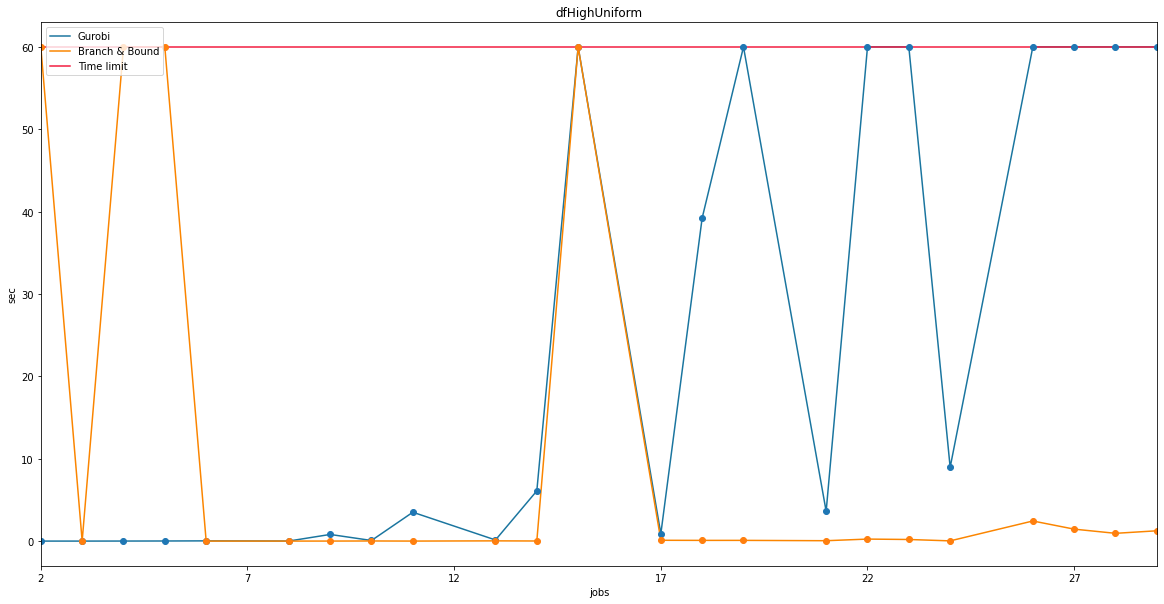 dfHighUniform
Gurobi
Branch & Bound
Time limit
60
50
40
30
20
10
0
sec
2 7 12 17 22 27
jobs